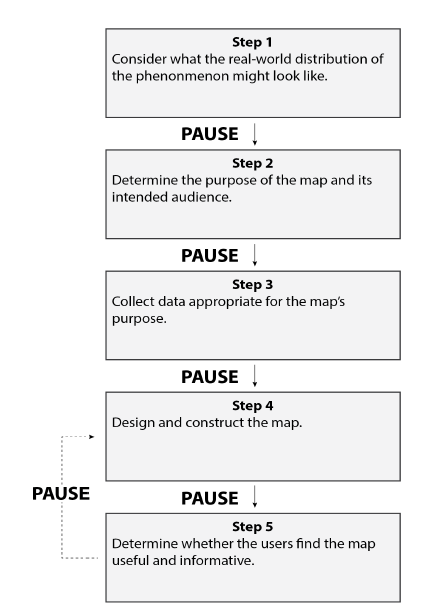 Step 1
Consider what the real-world distribution of
the phenonmenon might look like.
PAUSE
Step 2
Determine the purpose of the map and its
intended audience.
PAUSE
Step 3
Collect data appropriate for the map's
purpose.
PAUSE
Step 4
Design and construct the map.
PAUSE
PAUSE
Step 5
Determine whether the users find the map
useful and informative.